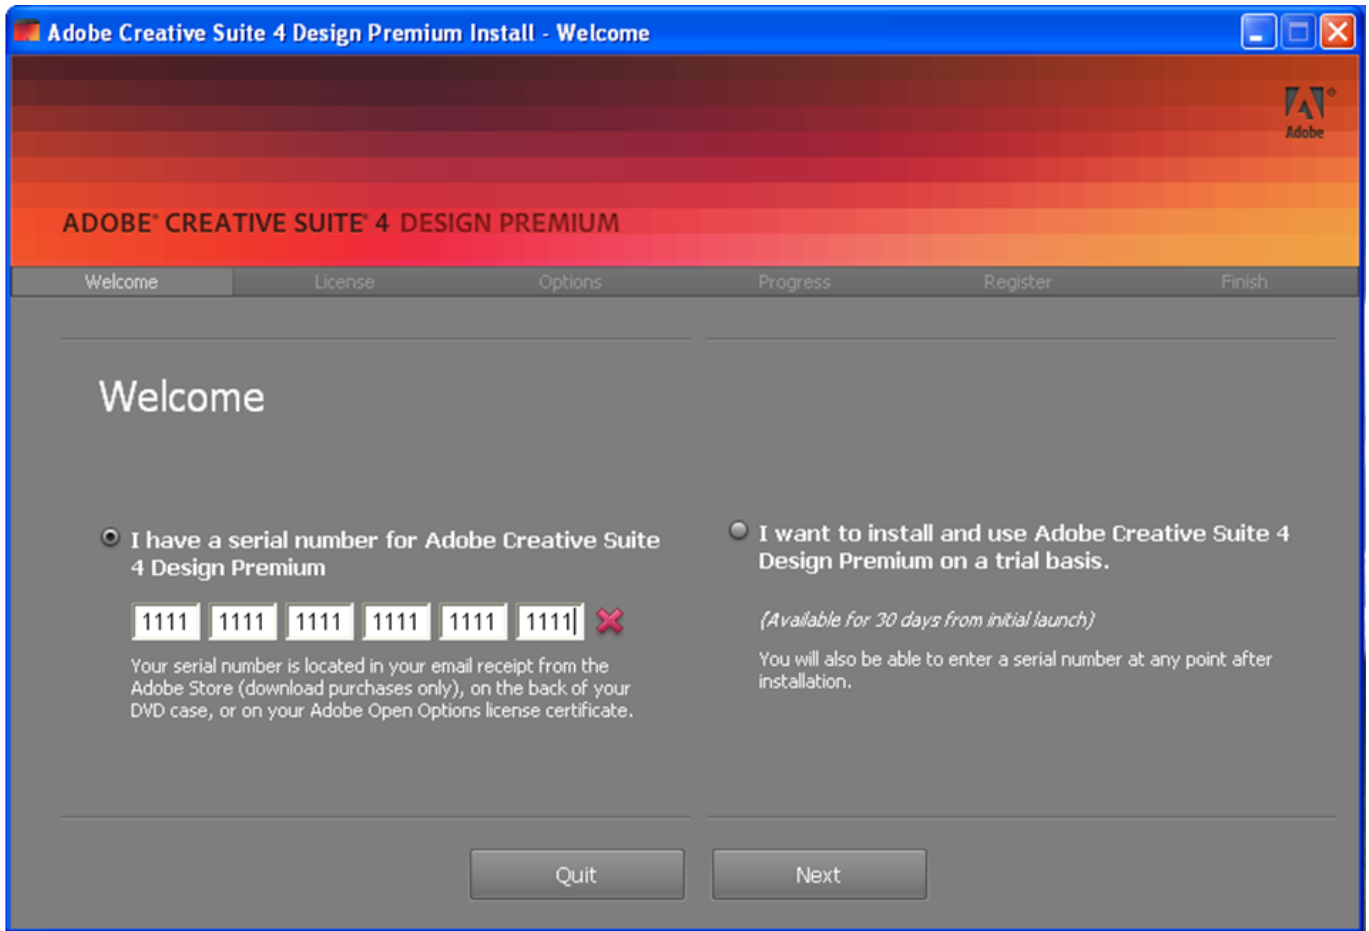 Adobe Creative Suite 4 Design Premium Install - Welcome
Adobe
ADOBE® CREATIVE SUITE® 4 DESIGN PREMIUM
Welcome License Options Progress Register Finish
Welcome
I have a serial number for Adobe Creative Suite
4 Design Premium
1111 1111 1111 1111 1111 1111
Your serial number is located in your email receipt from the
Adobe Store (download purchases only), on the back of your
DVD case, or on your Adobe Open Options license certificate.
I want to install and use Adobe Creative Suite 4
Design Premium on a trial basis.
(Available for 30 days from initial launch)
You will also be able to enter a serial number at any point after
installation.
Quit Next